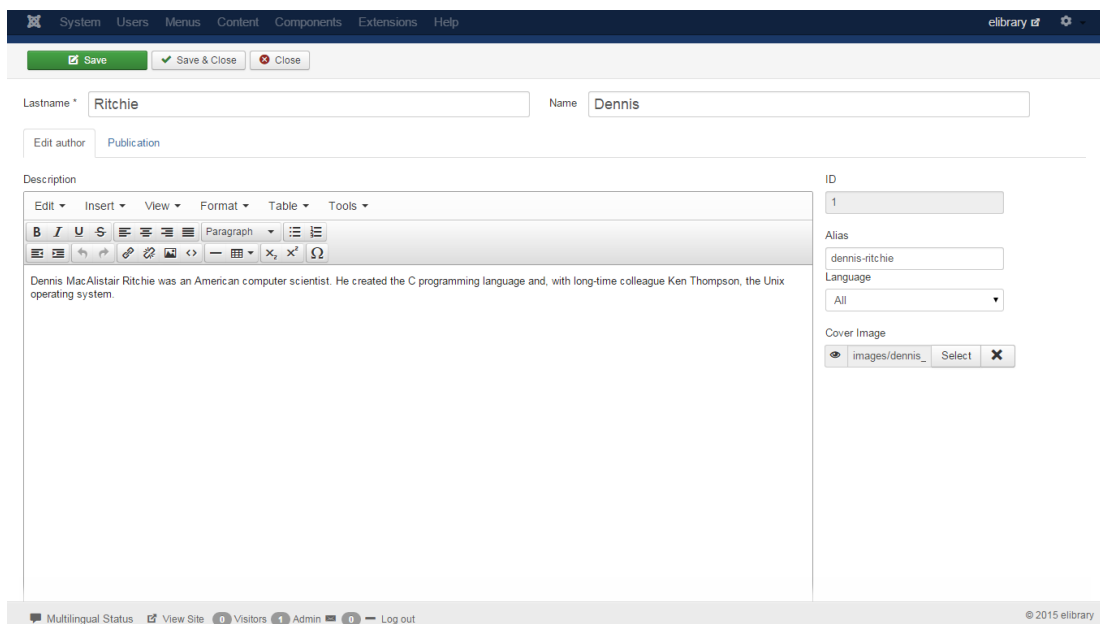 System Users Menus Content Components Extensions Help elibrary
Save Save & Close Close
Lastname * Ritchie Name Dennis
Edit author Publication
Description
Edit Insert View Format Table Tools
B I U S Paragraph
x₂ x² Ω
Dennis MacAlistair Ritchie was an American computer scientist. He created the C programming language and, with long-time colleague Ken Thompson, the Unix
operating system.
ID
1
Alias
dennis-ritchie
Language
All
Cover Image
images/dennis_ Select
Multilingual Status View Site 0 Visitors 1 Admin 0 Log out © 2015 elibrary